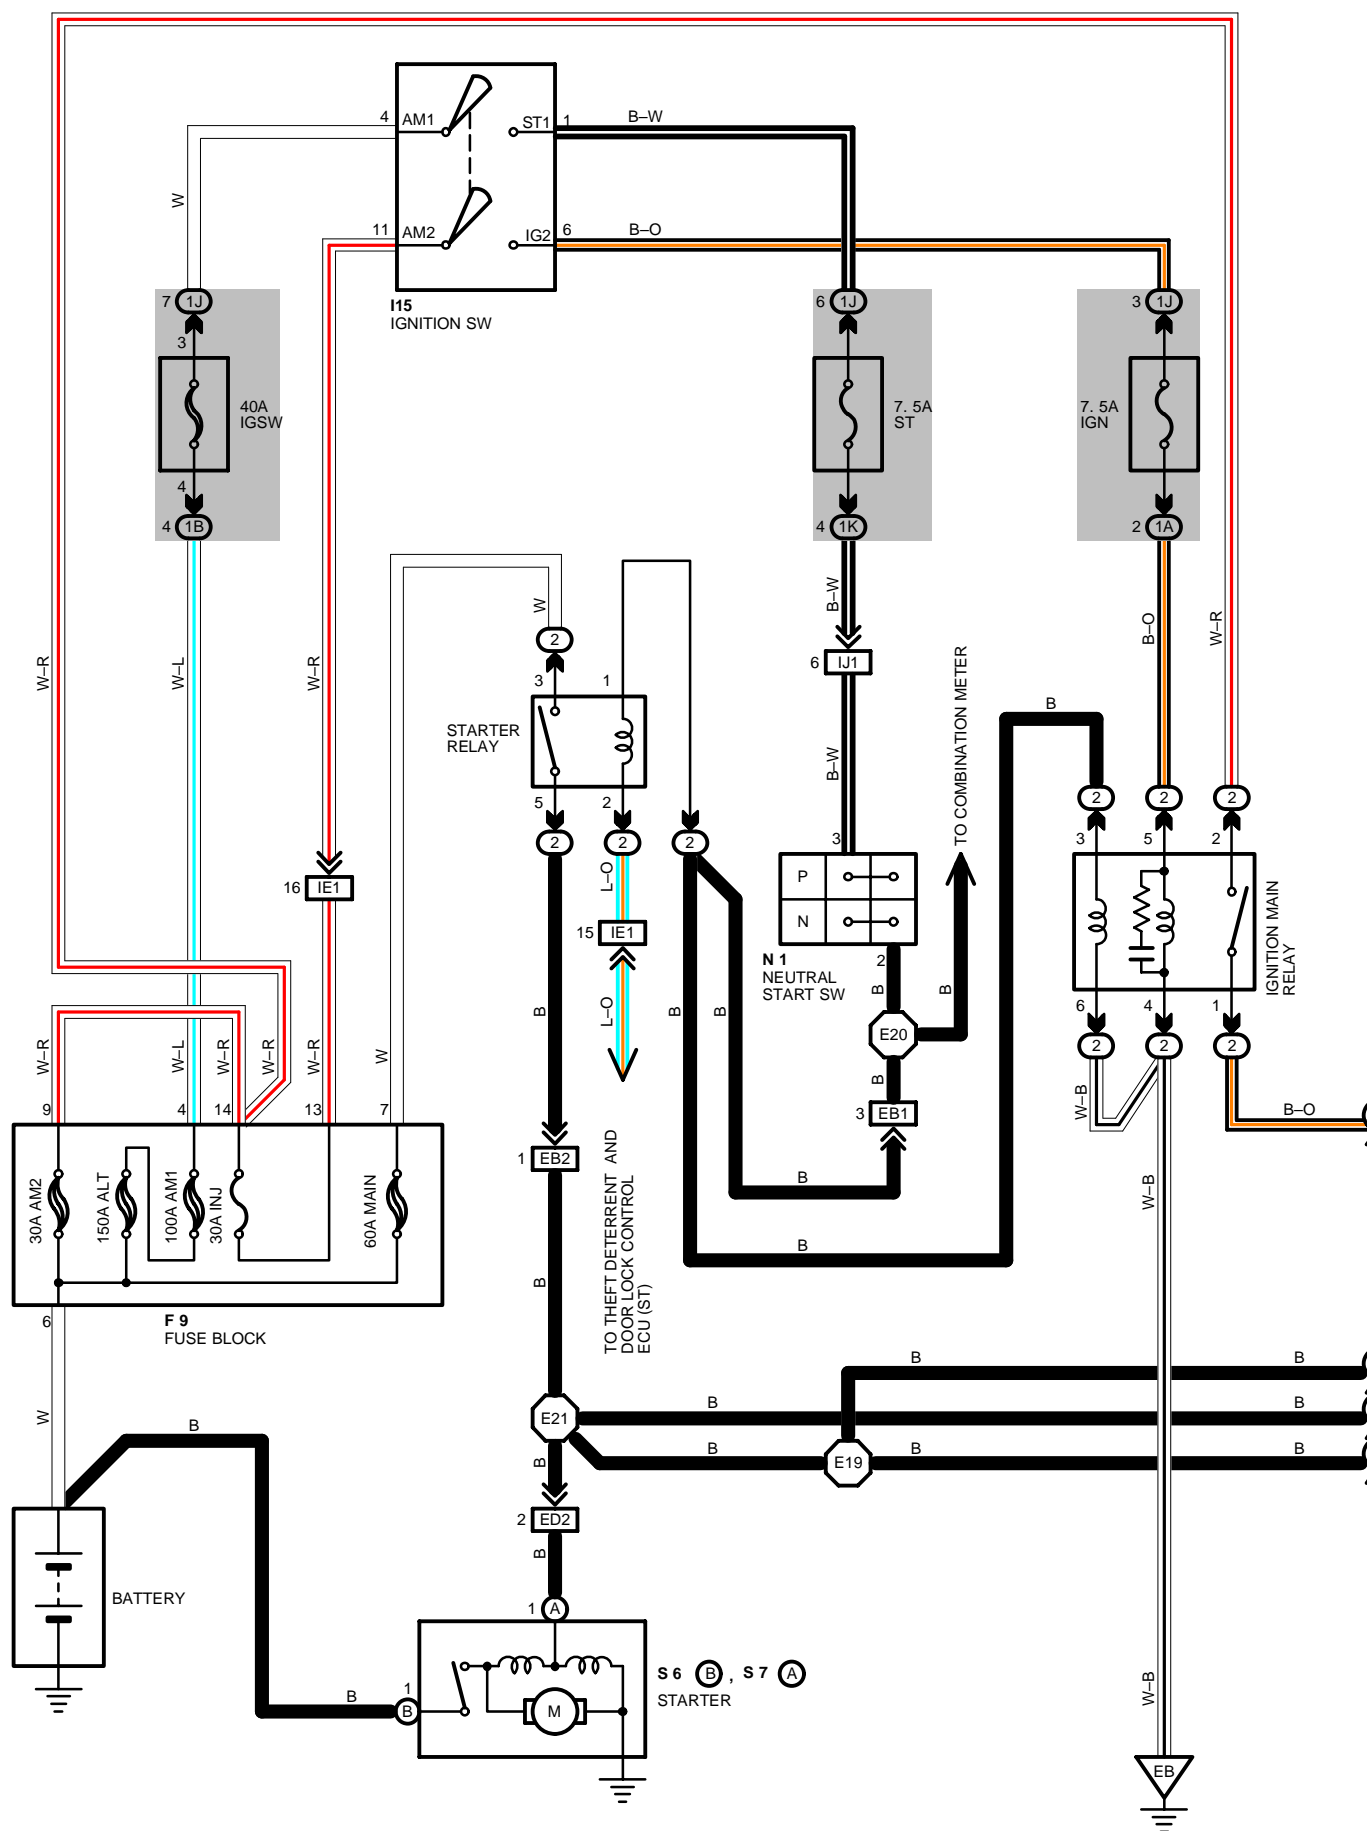 4
AM1
ST1
1
B–W
W
11
AM2
IG2
6
B–O
I15
IGNITION SW
7
1J
6
1J
3
1J
3
40A
IGSW
7. 5A
ST
7. 5A
IGN
4
4
1B
4
1K
2
1A
W–R
W–L
W–R
W
2
B–W
B–O
W–R
6
IJ1
3
1
STARTER
RELAY
B–W
TO COMBINATION METER
B
2
2
2
5
2
2
2
2
3
3
5
2
L–O
16
IE1
15
IE1
P
N
N 1
NEUTRAL
START SW
2
IGNITION MAIN
RELAY
B
L–O
B
B
B
B
E20
6
4
1
2
2
2
W–R
W–L
W–R
W–R
W–R
W
B
W–B
B–O
9
4
14
13
7
3
EB1
1
EB2
TO THEFT DETERRENT AND
DOOR LOCK CONTROL
ECU (ST)
B
W–B
30A AM2
150A ALT
100A AM1
30A INJ
60A MAIN
B
B
6
F 9
FUSE BLOCK
B
B
W
B
E21
B
B
B
B
E19
B
B
B
2
ED2
B
BATTERY
1
A
S 6
B
, S 7
A
STARTER
1
B
B
M
W–B
EB